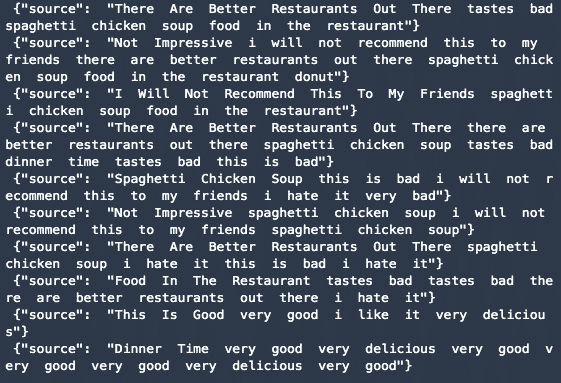 {"source": "There Are Better Restaurants Out There tastes bad
spaghetti chicken soup food in the restaurant"}
{"source": "Not Impressive i will not recommend this to my
friends there are better restaurants out there spaghetti chick
en soup food in the restaurant donut"}
{"source": "I Will Not Recommend This To My Friends spaghett
i chicken soup food in the restaurant"}
{"source": "There Are Better Restaurants Out There there are
better restaurants out there spaghetti chicken soup tastes bad
dinner time tastes bad this is bad"}
{"source": "Spaghetti Chicken Soup this is bad i will not r
ecommend this to my friends i hate it very bad"}
{"source": "Not Impressive spaghetti chicken soup i will not
recommend this to my friends spaghetti chicken soup"}
{"source": "There Are Better Restaurants Out There spaghetti
chicken soup i hate it this is bad i hate it"}
{"source": "Food In The Restaurant tastes bad tastes bad the
re are better restaurants out there i hate it"}
{"source": "This Is Good very good i like it very deliciou
s"}
{"source": "Dinner Time very good very delicious very good v
ery good very good very delicious very good"}